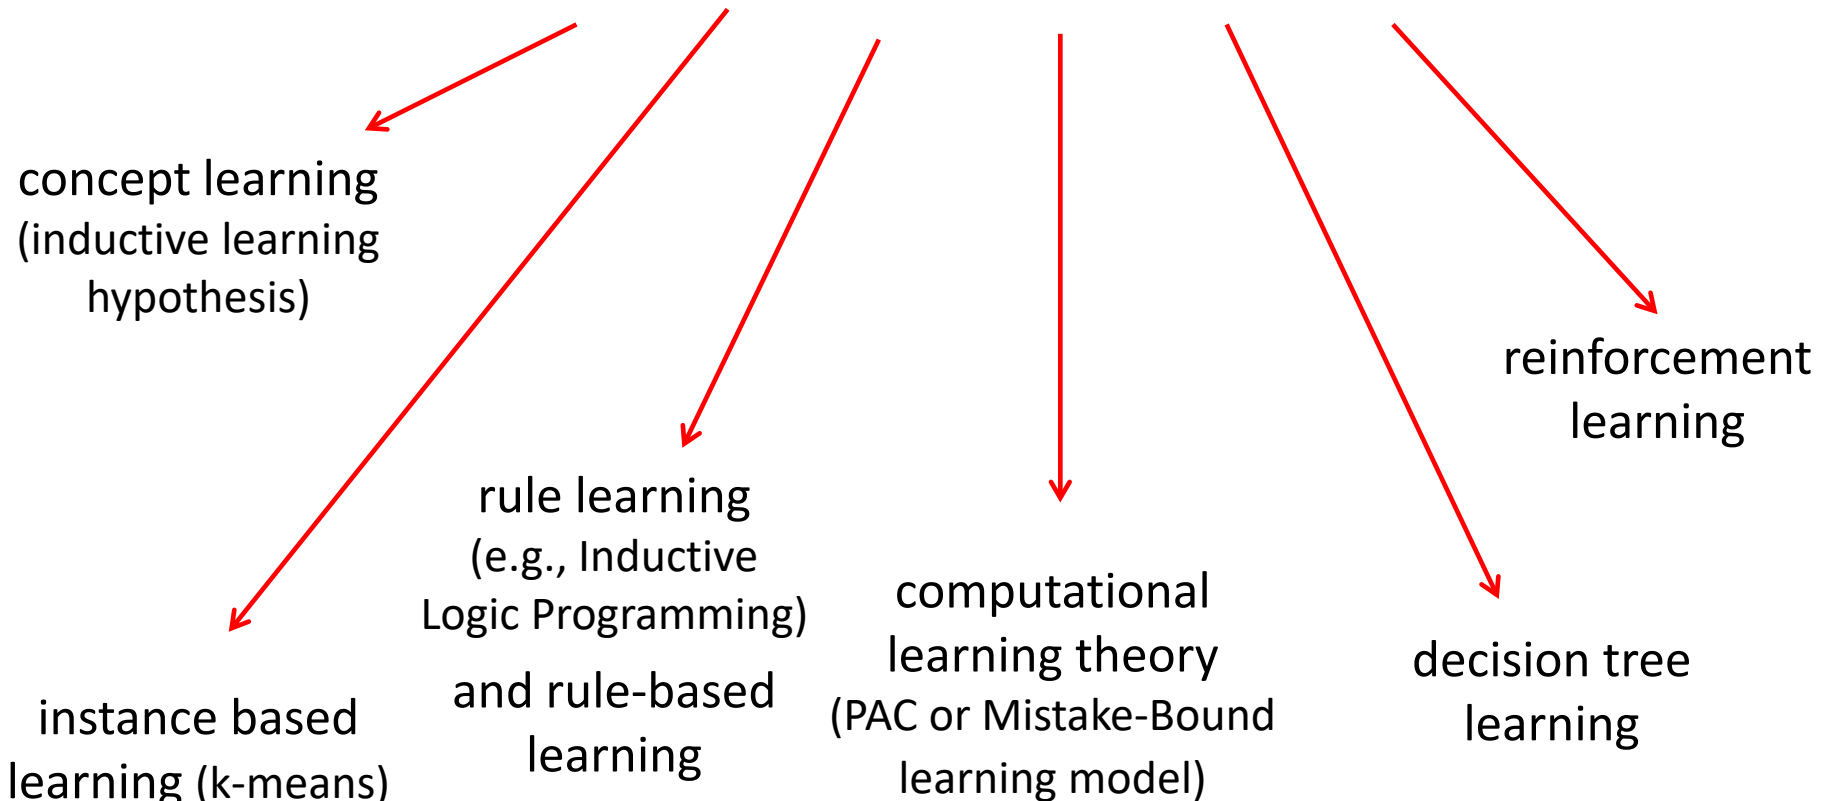 concept learning
(inductive learning
hypothesis)
reinforcement
learning
rule learning
(e.g., Inductive
Logic Programming)
and rule-based
learning
computational
learning theory
(PAC or Mistake-Bound
learning model)
decision tree
learning
instance based
learning (k-means)